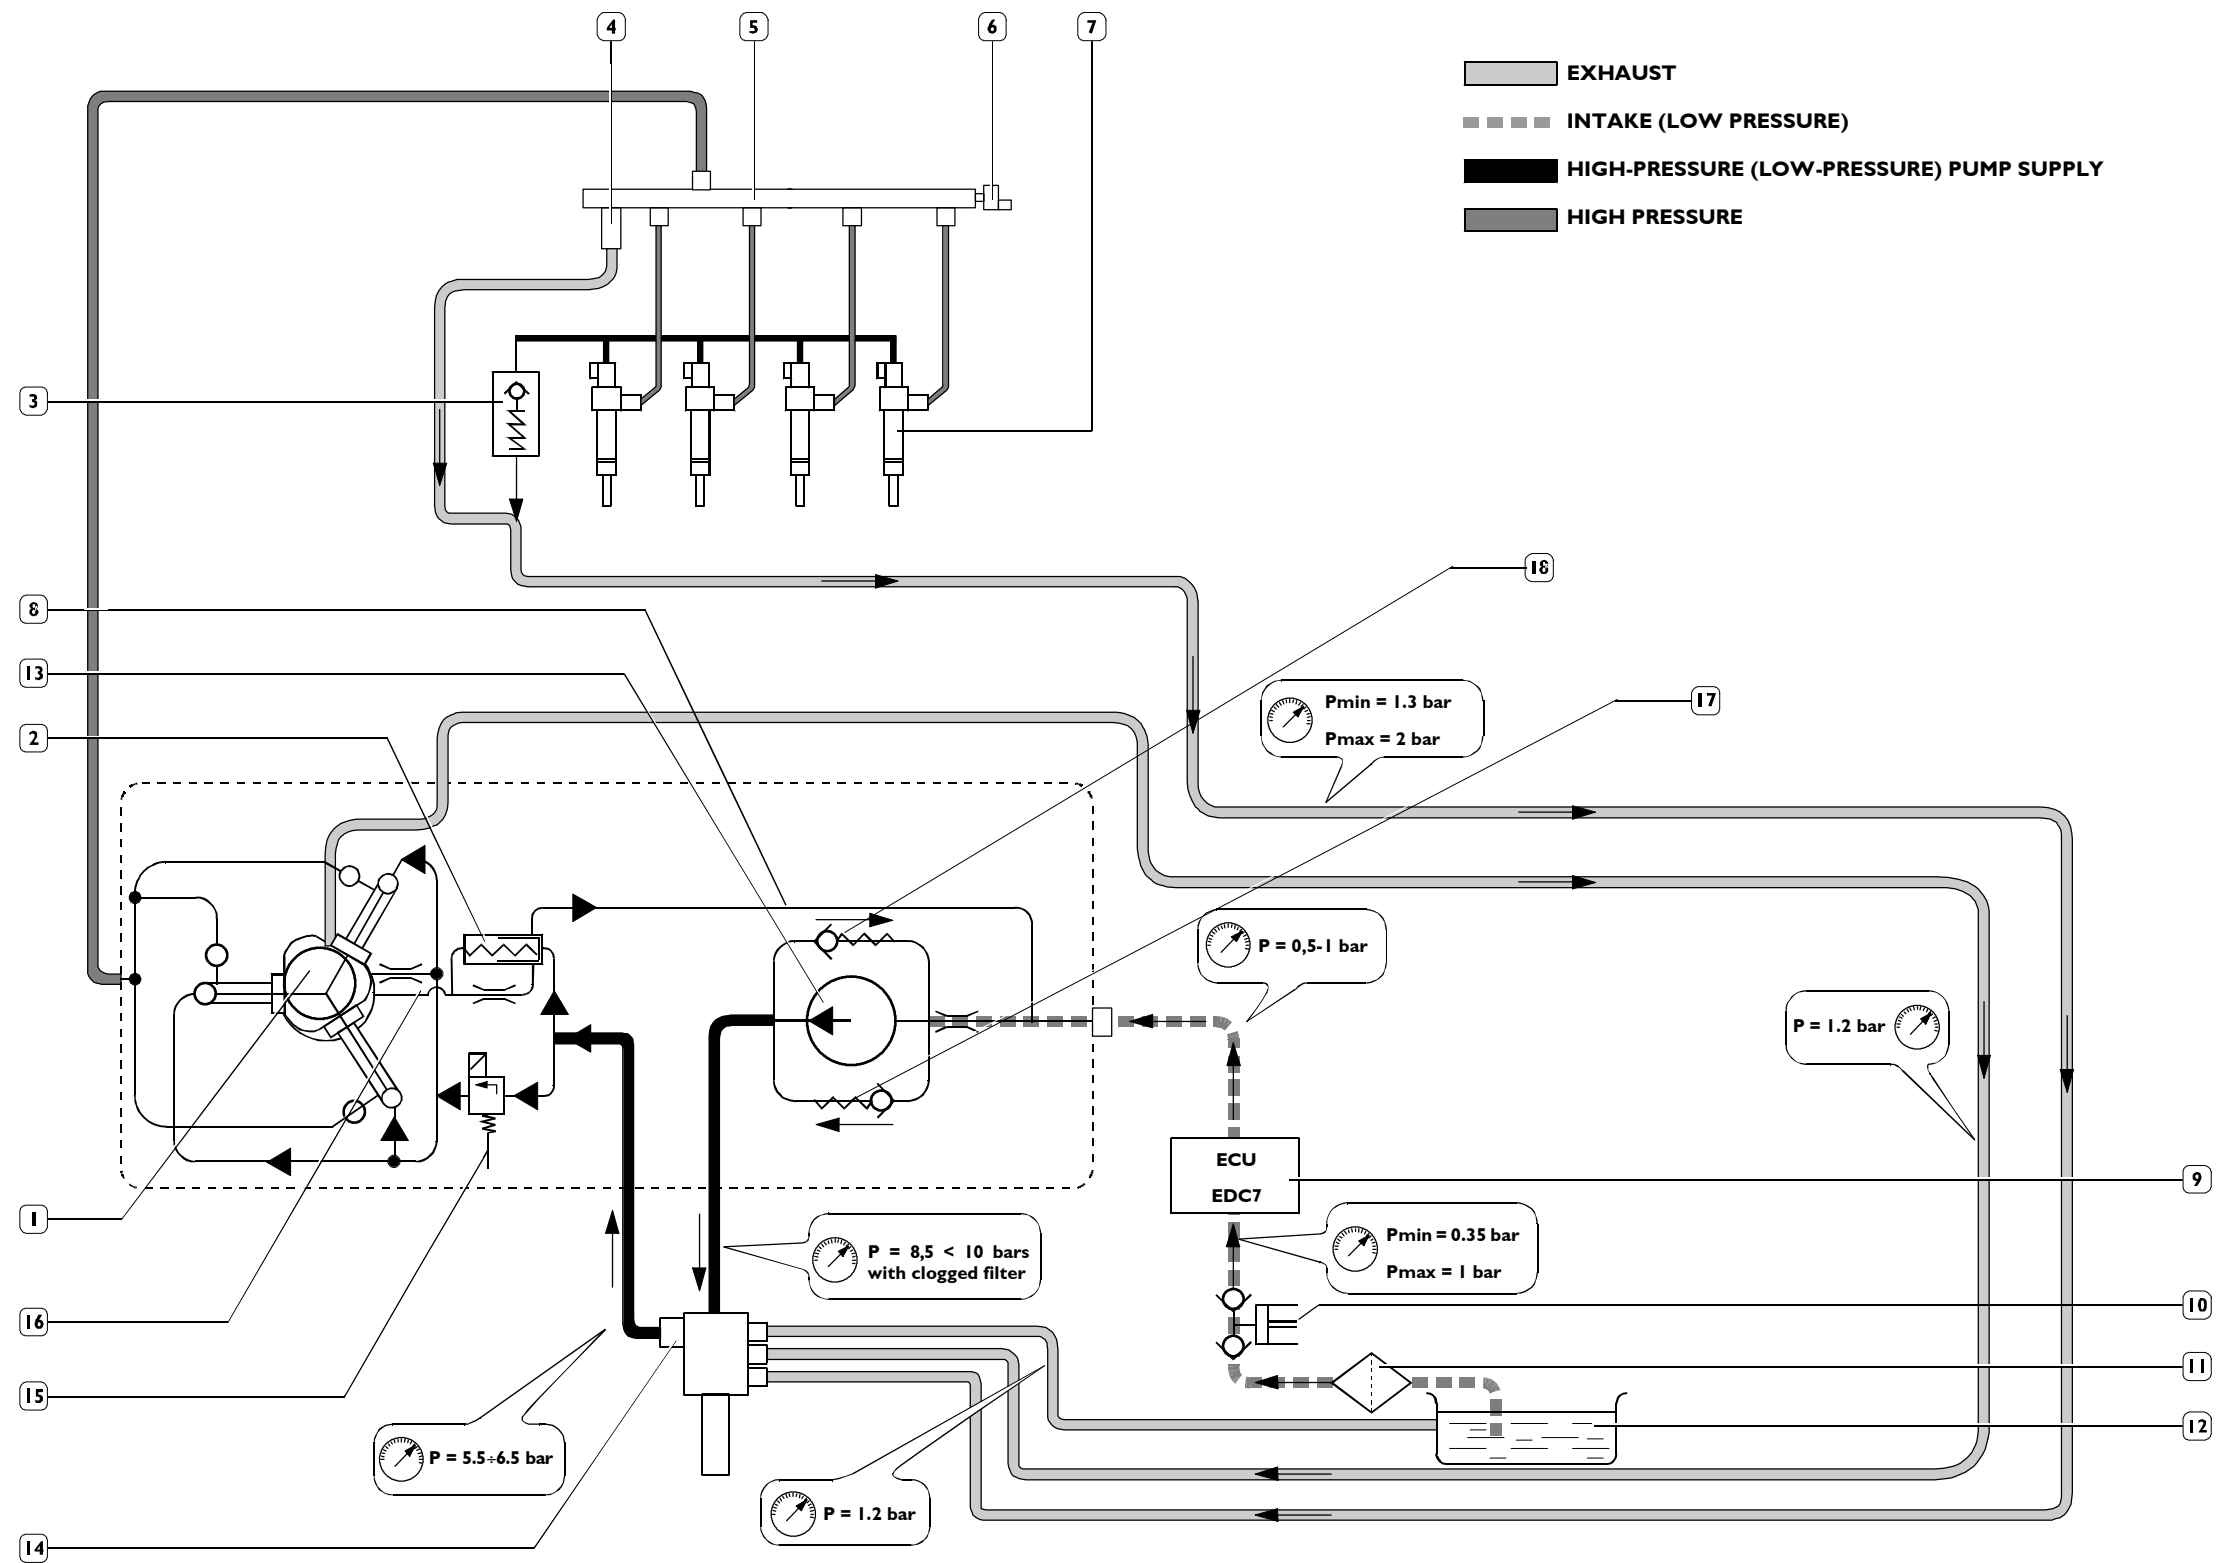 4
5
6
7
EXHAUST
INTAKE (LOW PRESSURE)
HIGH-PRESSURE (LOW-PRESSURE) PUMP SUPPLY
HIGH PRESSURE
3
18
8
13
17
Pmin = 1.3 bar
Pmax = 2 bar
2
P = 0,5-1 bar
P = 1.2 bar
ECU
EDC7
9
1
Pmin = 0.35 bar
Pmax = 1 bar
P = 8,5 < 10 bars
with clogged filter
10
16
11
15
12
P = 5.5÷6.5 bar
P = 1.2 bar
14